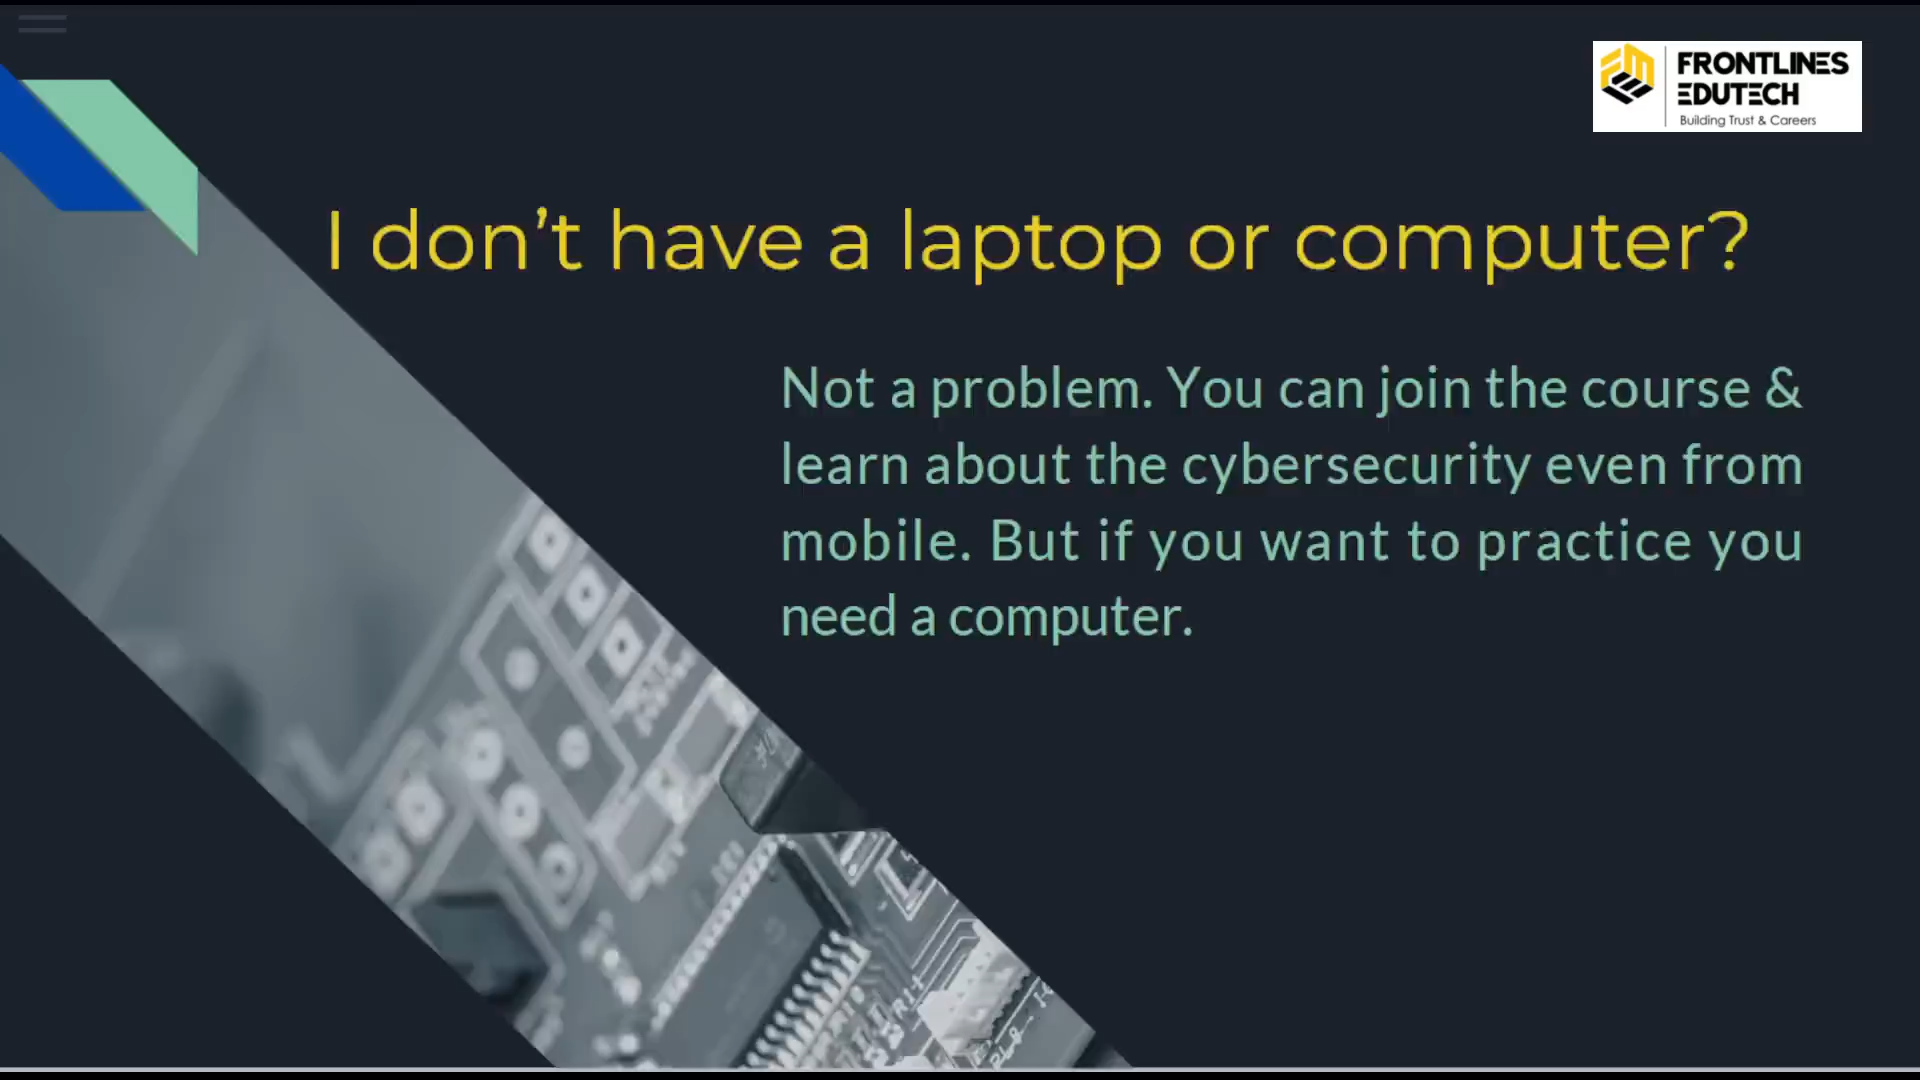 FRONTLINES
EDUTECH
Building Trust & Careers
I don't have a laptop or computer?
Not a problem. You can join the course &
learn about the cybersecurity even from
mobile. But if you want to practice you
need a computer.